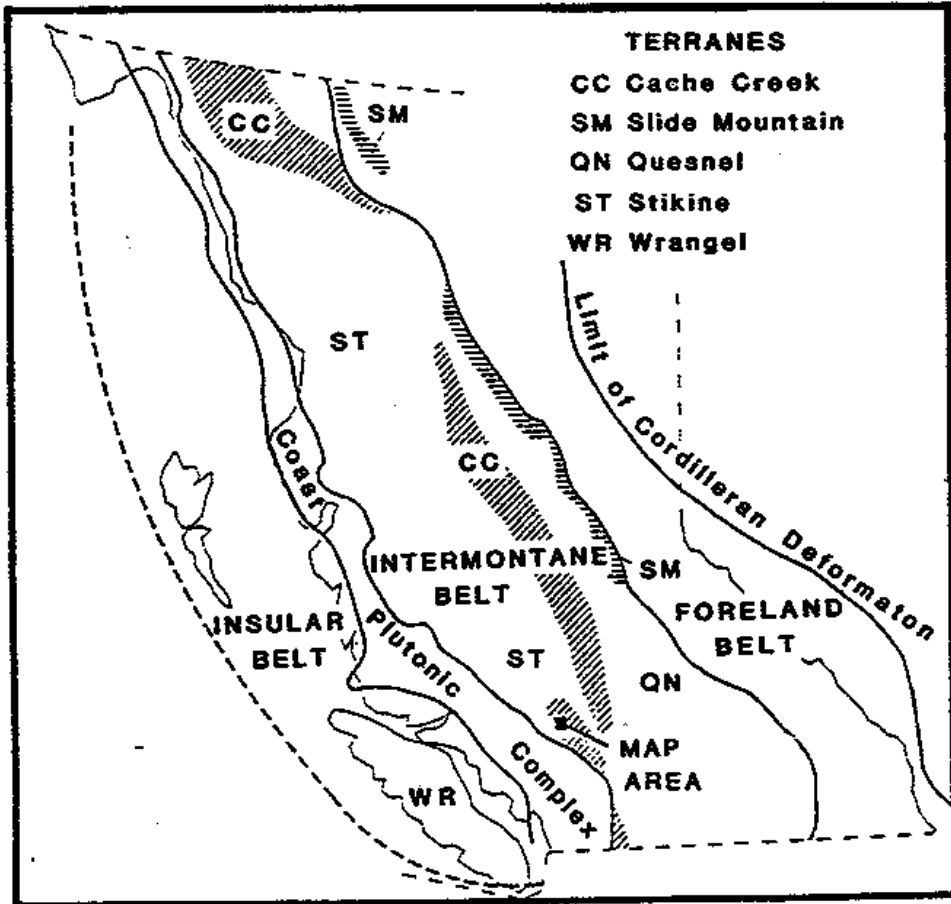 TERRANES
CC Cache Creek
SM Slide Mountain
QN Quesnel
ST Stikine
WR Wrangel
CC
SM
ST
Limit of Cordilleran Deformaton
CC
Coast
INTERMONTANE
BELT
SM
FORELAND
BELT
INSULAR
BELT
Plutonic
ST
QN
MAP
AREA
WR
Complex